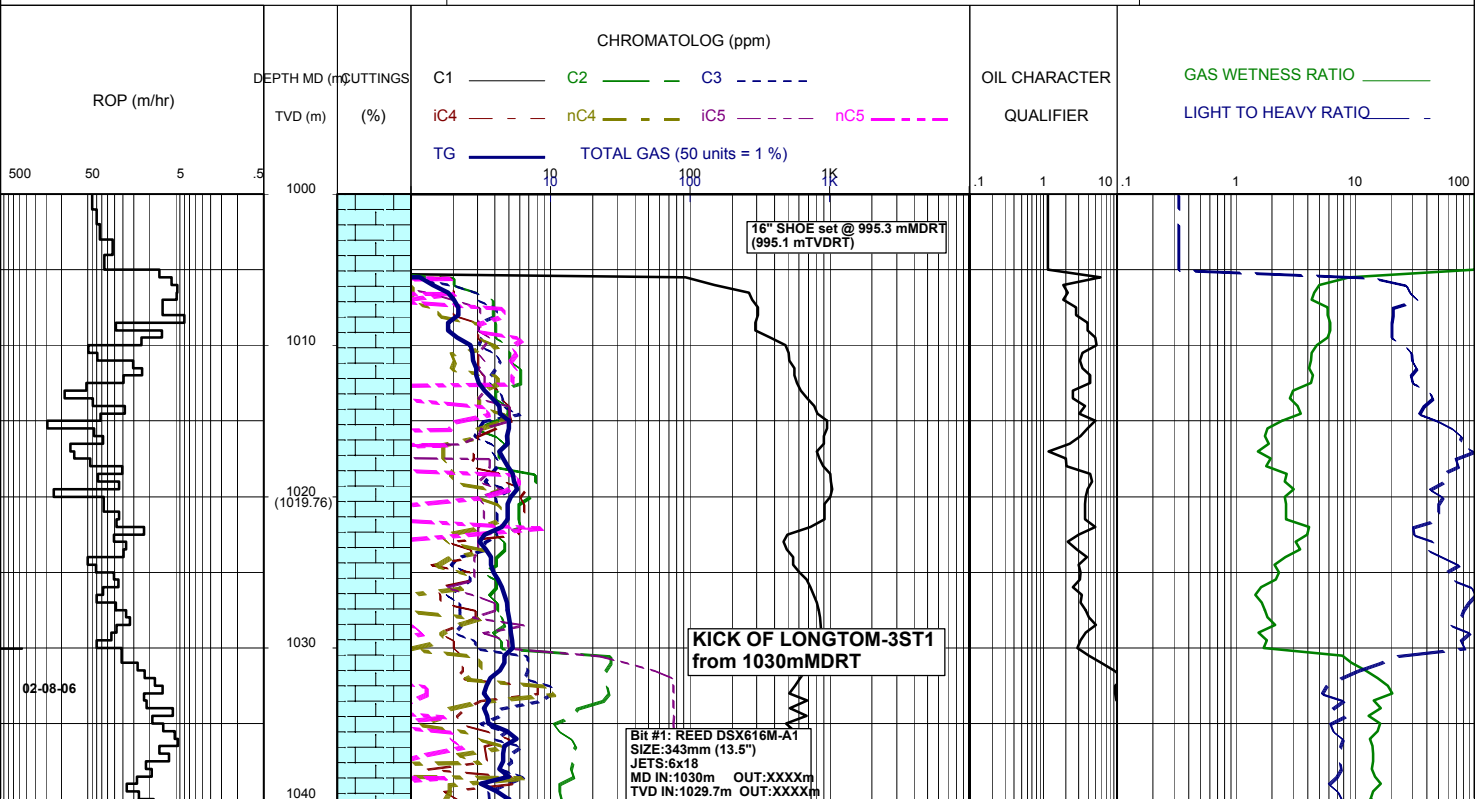 CHROMATOLOG (ppm)
DEPTH MD (m) CUTTINGS C1 C2 C3 OIL CHARACTER GAS WETNESS RATIO
ROP (m/hr)
TVD (m) (%) iC4 nC4 iC5 nC5 QUALIFIER LIGHT TO HEAVY RATIO
TG TOTAL GAS (50 units = 1 %)
500 50 5 .5 10 100 1K .1 1 10 .1 1 10 100
10 100 1K
1000
16" SHOE set @ 995.3 mMDRT
(995.1 mTVDRT)
1010
1020
(1019.76)
KICK OF LONGTOM-3ST1
from 1030mMDRT
1030
02-08-06
Bit #1: REED DSX616M-A1
SIZE:343mm (13.5")
JETS:6x18
MD IN:1030m OUT:XXXXm
TVD IN:1029.7m OUT:XXXXm
1040